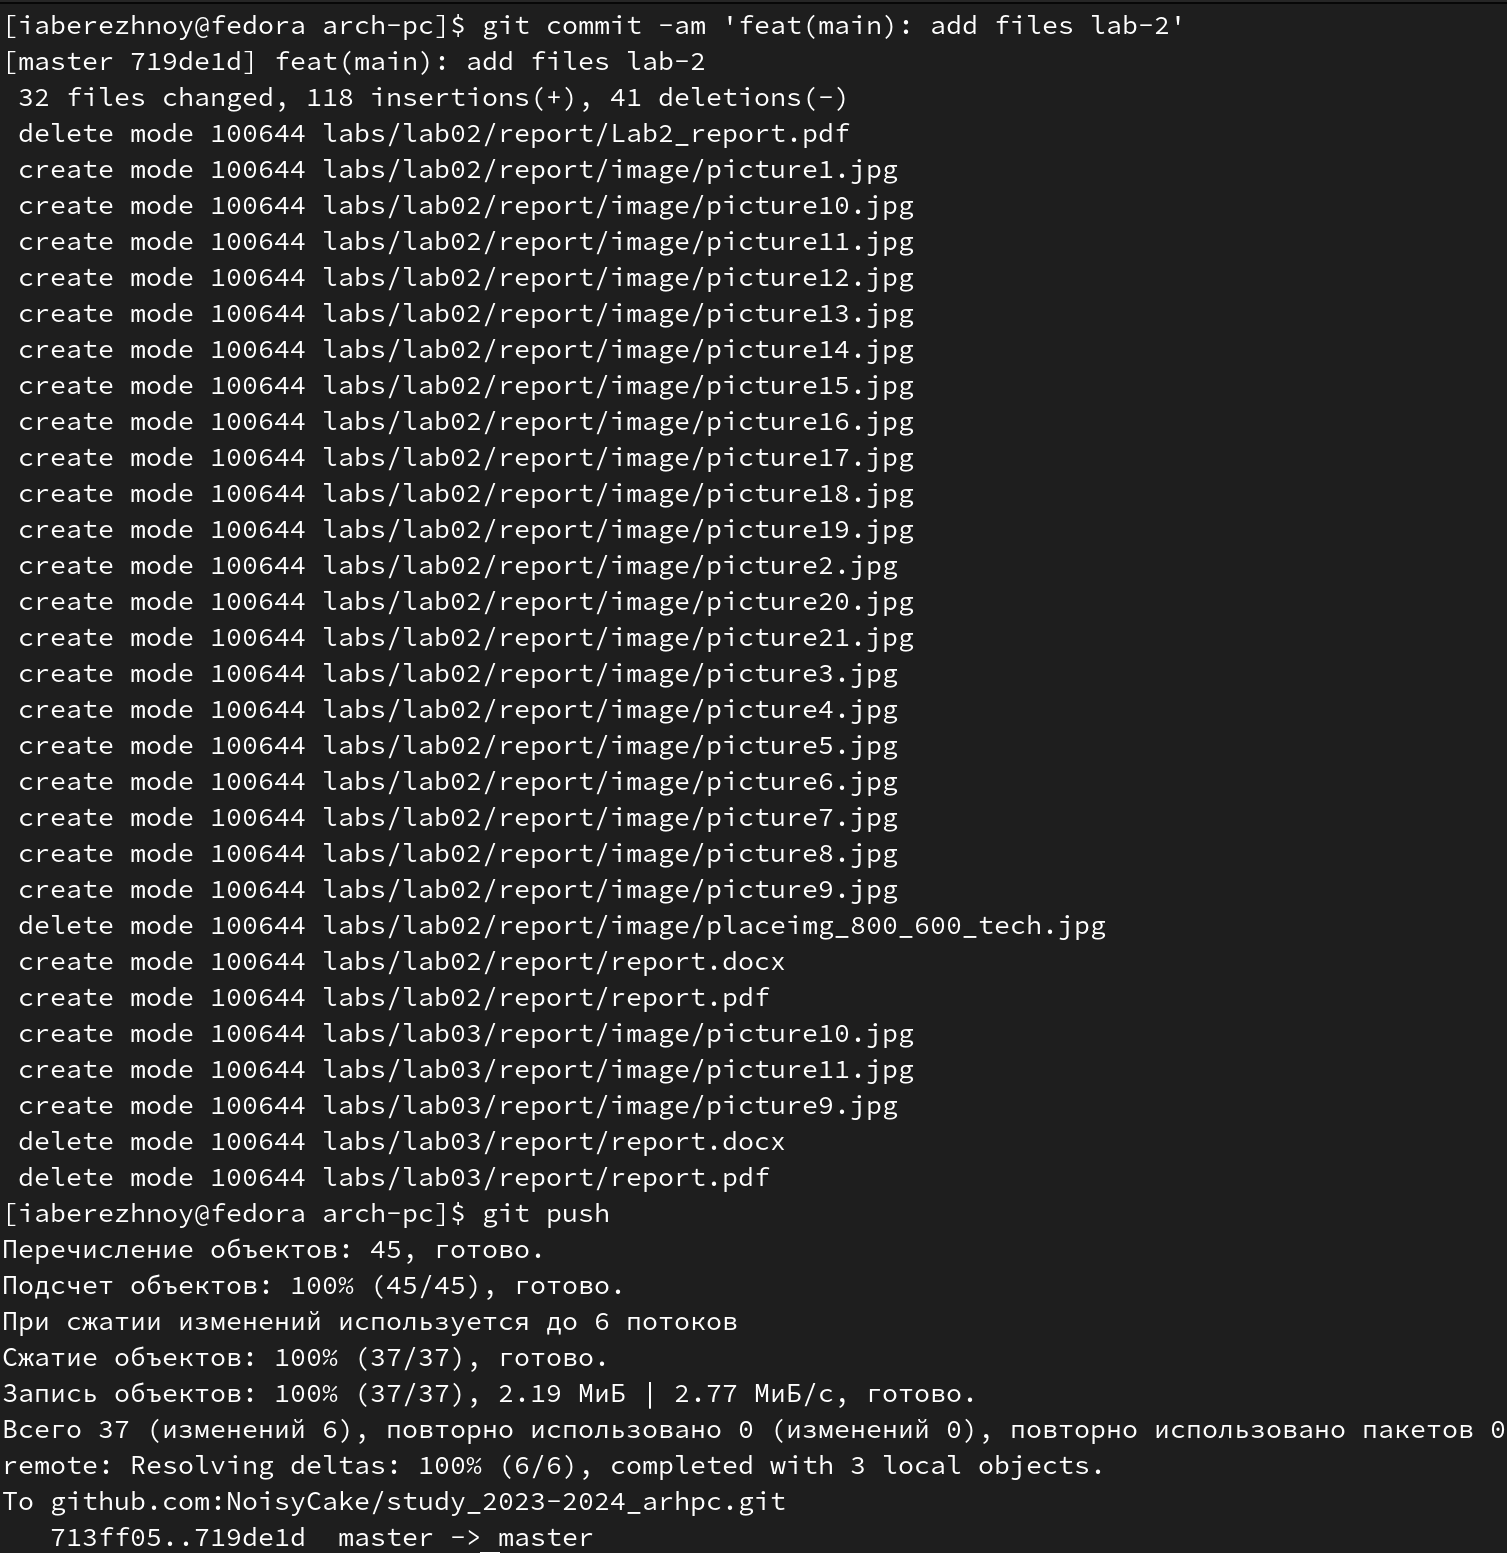 [iaberezhnoy@fedora arch-pc]$ git commit -am 'feat(main): add files lab-2'
[master 719de1d] feat(main): add files lab-2
 32 files changed, 118 insertions(+), 41 deletions(-)
 delete mode 100644 labs/lab02/report/Lab2_report.pdf
 create mode 100644 labs/lab02/report/image/picture1.jpg
 create mode 100644 labs/lab02/report/image/picture10.jpg
 create mode 100644 labs/lab02/report/image/picture11.jpg
 create mode 100644 labs/lab02/report/image/picture12.jpg
 create mode 100644 labs/lab02/report/image/picture13.jpg
 create mode 100644 labs/lab02/report/image/picture14.jpg
 create mode 100644 labs/lab02/report/image/picture15.jpg
 create mode 100644 labs/lab02/report/image/picture16.jpg
 create mode 100644 labs/lab02/report/image/picture17.jpg
 create mode 100644 labs/lab02/report/image/picture18.jpg
 create mode 100644 labs/lab02/report/image/picture19.jpg
 create mode 100644 labs/lab02/report/image/picture2.jpg
 create mode 100644 labs/lab02/report/image/picture20.jpg
 create mode 100644 labs/lab02/report/image/picture21.jpg
 create mode 100644 labs/lab02/report/image/picture3.jpg
 create mode 100644 labs/lab02/report/image/picture4.jpg
 create mode 100644 labs/lab02/report/image/picture5.jpg
 create mode 100644 labs/lab02/report/image/picture6.jpg
 create mode 100644 labs/lab02/report/image/picture7.jpg
 create mode 100644 labs/lab02/report/image/picture8.jpg
 create mode 100644 labs/lab02/report/image/picture9.jpg
 delete mode 100644 labs/lab02/report/image/placeimg_800_600_tech.jpg
 create mode 100644 labs/lab02/report/report.docx
 create mode 100644 labs/lab02/report/report.pdf
 create mode 100644 labs/lab03/report/image/picture10.jpg
 create mode 100644 labs/lab03/report/image/picture11.jpg
 create mode 100644 labs/lab03/report/image/picture9.jpg
 delete mode 100644 labs/lab03/report/report.docx
 delete mode 100644 labs/lab03/report/report.pdf
[iaberezhnoy@fedora arch-pc]$ git push
Перечисление объектов: 45, готово.
Подсчет объектов: 100% (45/45), готово.
При сжатии изменений используется до 6 потоков
Сжатие объектов: 100% (37/37), готово.
Запись объектов: 100% (37/37), 2.19 МиБ | 2.77 МиБ/с, готово.
Всего 37 (изменений 6), повторно использовано 0 (изменений 0), повторно использовано пакетов 0
remote: Resolving deltas: 100% (6/6), completed with 3 local objects.
To github.com:NoisyCake/study_2023-2024_arhpc.git
   713ff05..719de1d  master -> master